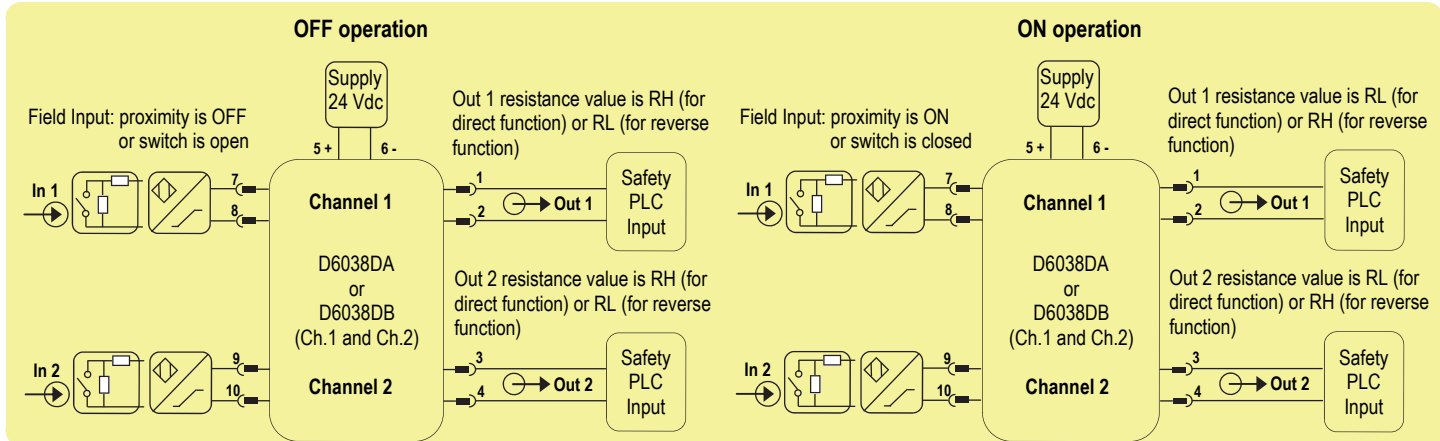 OFF operation
Supply
24 Vdc
5 +
6 -
Field Input: proximity is OFF
or switch is open
Out 1 resistance value is RH (for
direct function) or RL (for reverse
function)
In 1
7
8
Channel 1
1
2
Out 1
Safety
PLC
Input
D6038DA
or
D6038DB
(Ch.1 and Ch.2)
Out 2 resistance value is RH (for
direct function) or RL (for reverse
function)
In 2
9
10
Channel 2
3
4
Out 2
Safety
PLC
Input
ON operation
Supply
24 Vdc
5 +
6 -
Field Input: proximity is ON
or switch is closed
Out 1 resistance value is RL (for
direct function) or RH (for reverse
function)
In 1
7
8
Channel 1
1
2
Out 1
Safety
PLC
Input
D6038DA
or
D6038DB
(Ch.1 and Ch.2)
Out 2 resistance value is RL (for
direct function) or RH (for reverse
function)
In 2
9
10
Channel 2
3
4
Out 2
Safety
PLC
Input